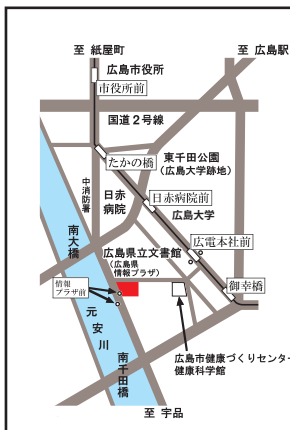 至 紙屋町
至 広島駅
広島市役所
市役所前
国道2号線
たかの橋
東千田公園
(広島大学跡地)
中消防署
日赤
病院
日赤病院前
広島大学
南大橋
広電本社前
広島県立文書館
(広島県
情報プラザ)
情報
プラザ前
御幸橋
元安川
南千田橋
広島市健康づくりセンター
健康科学館
至 宇品